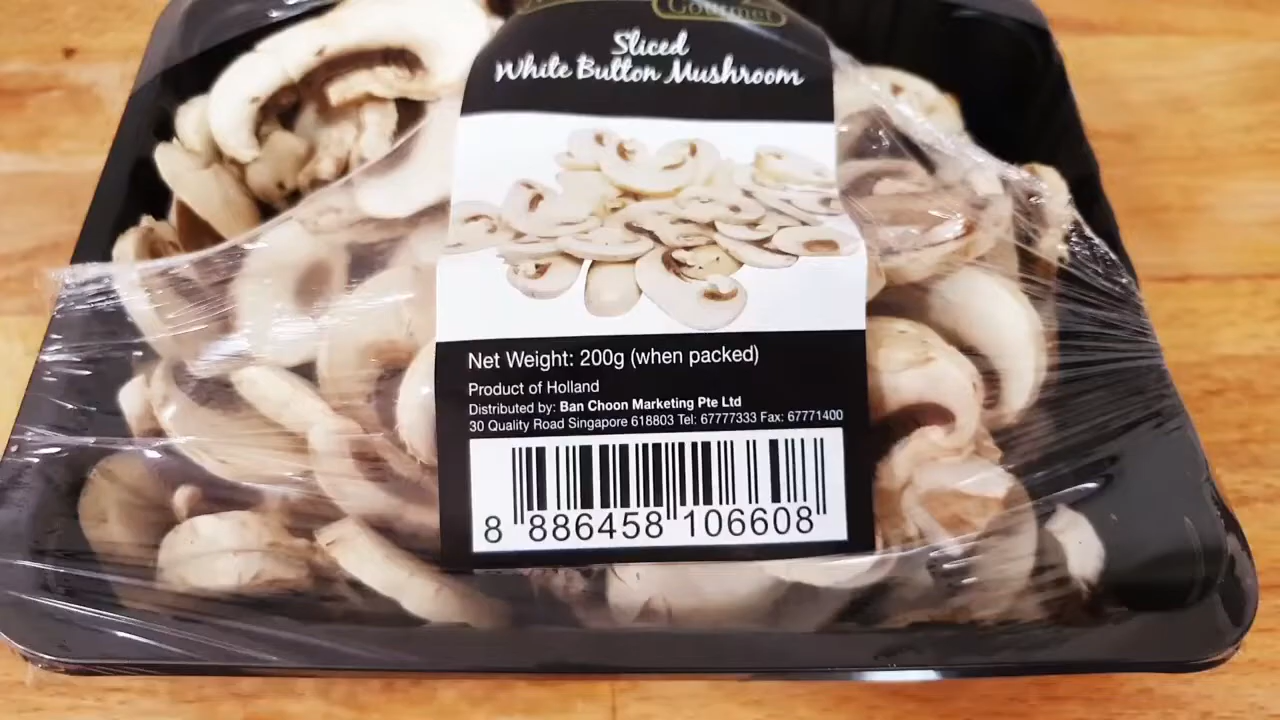 Gourmet
Sliced
White Button Mushroom
Net Weight: 200g (when packed)
Product of Holland
Distributed by: Ban Choon Marketing Pte Ltd
30 Quality Road Singapore 618803 Tel: 67777333 Fax: 67771400
8 886458 106608